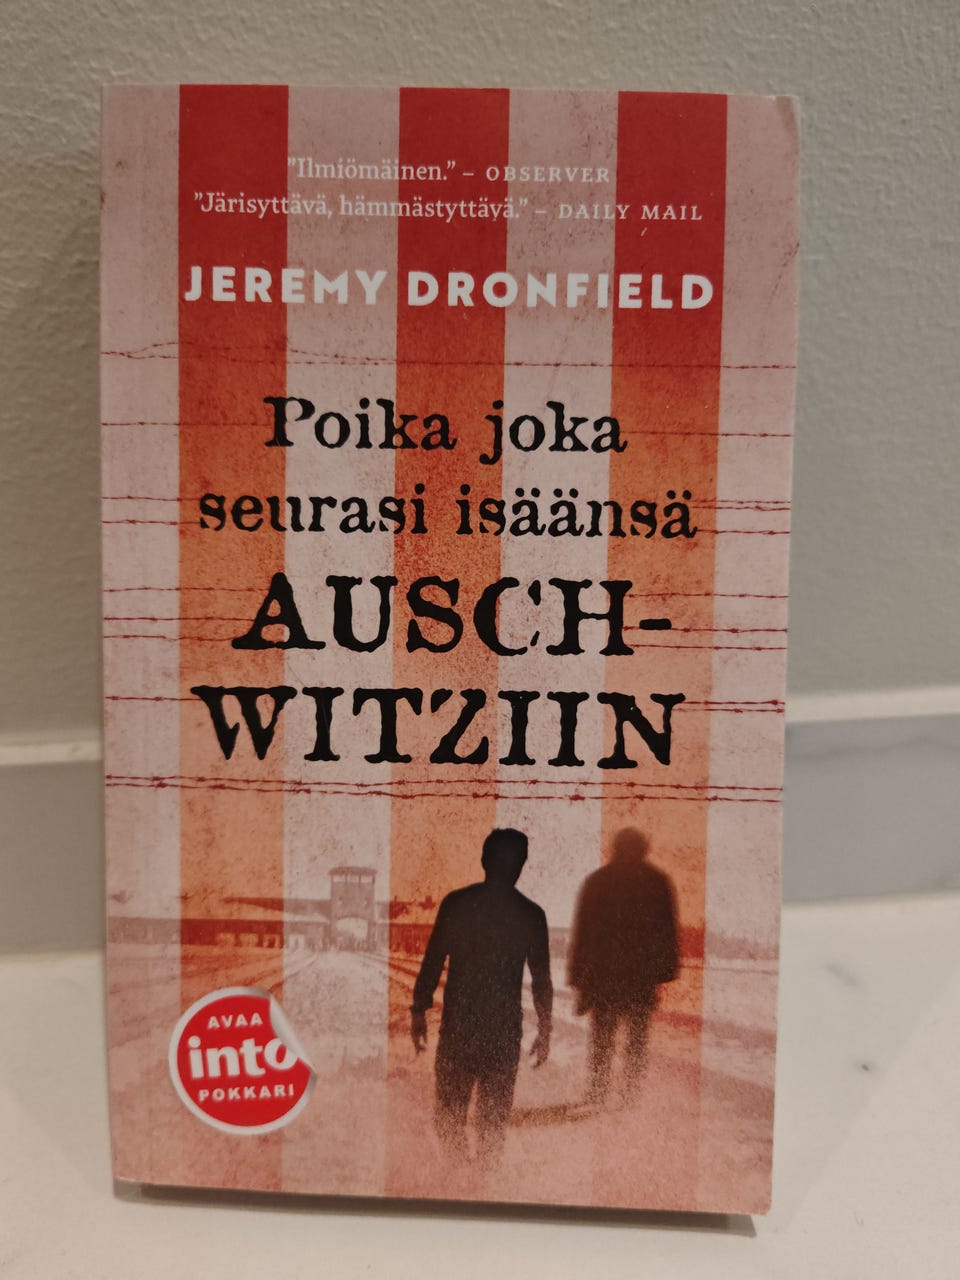 ”Ilmiömäinen.” – OBSERVER
”Järisyttävä, hämmästyttävä.” – DAILY MAIL
JEREMY DRONFIELD
Poika joka
seurasi isäänsä
AUSCH-
WITZIIN
AVAA
into
POKKARI